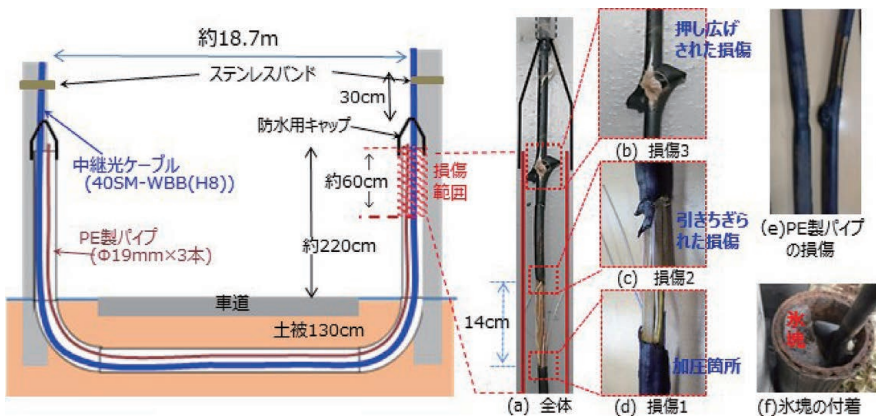 約18.7m
ステンレスバンド
30cm
防水用キャップ
中継光ケーブル
(40SM-WBB(H8))
約60cm
損傷
範囲
PE製パイプ
(Φ19mm×3本)
約220cm
車道
土被130cm
14cm
(a) 全体
押し広げ
された損傷
(b) 損傷3
引きちぎら
れた損傷
(c) 損傷2
加圧箇所
(d) 損傷1
(e)PE製パイプ
の損傷
氷塊
(f)氷塊の付着